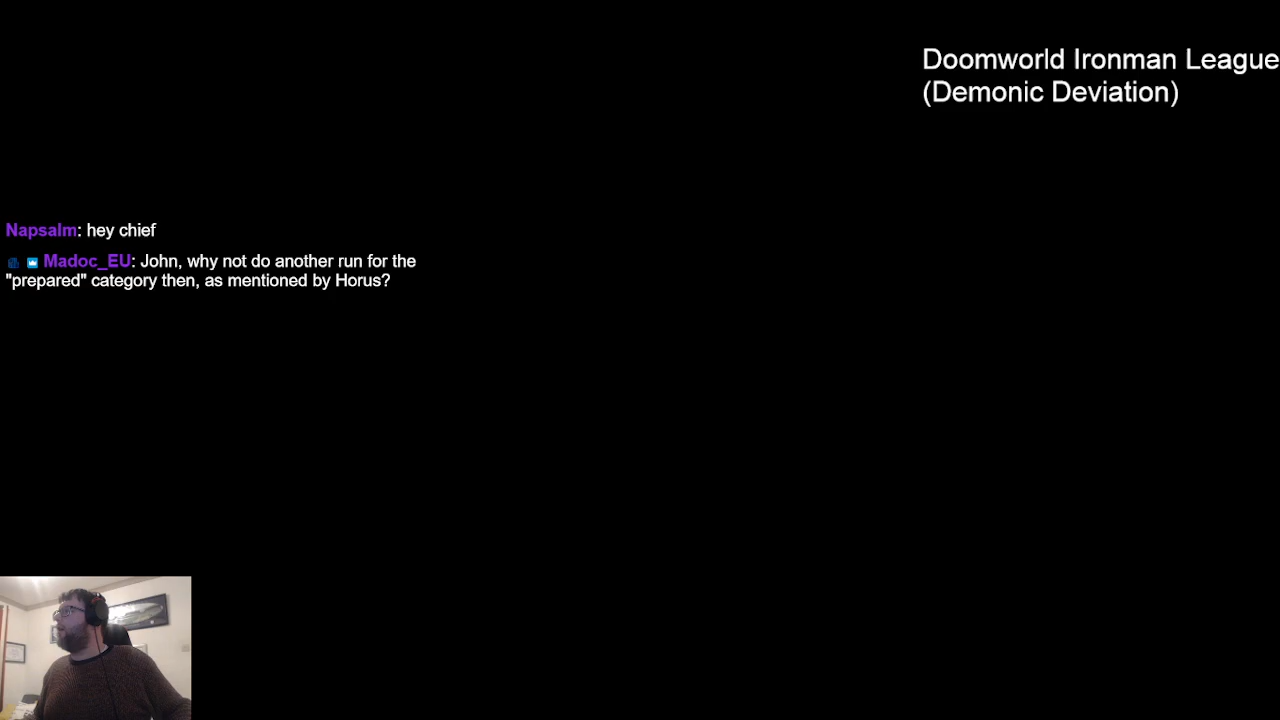 Doomworld Ironman League
(Demonic Deviation)
Napsalm: hey chief
Madoc_EU: John, why not do another run for the
"prepared" category then, as mentioned by Horus?